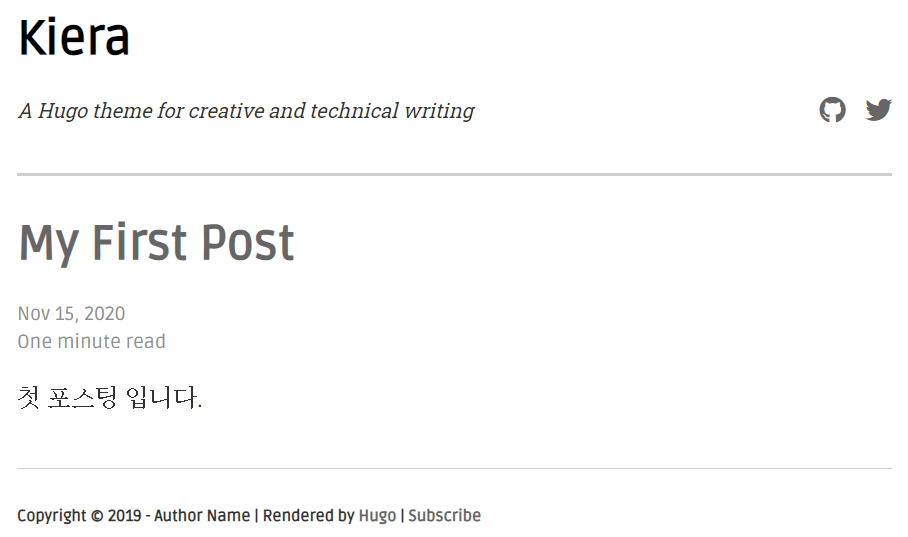 Kiera
A Hugo theme for creative and technical writing
My First Post
Nov 15, 2020
One minute read
첫 포스팅 입니다.
Copyright © 2019 - Author Name | Rendered by Hugo | Subscribe